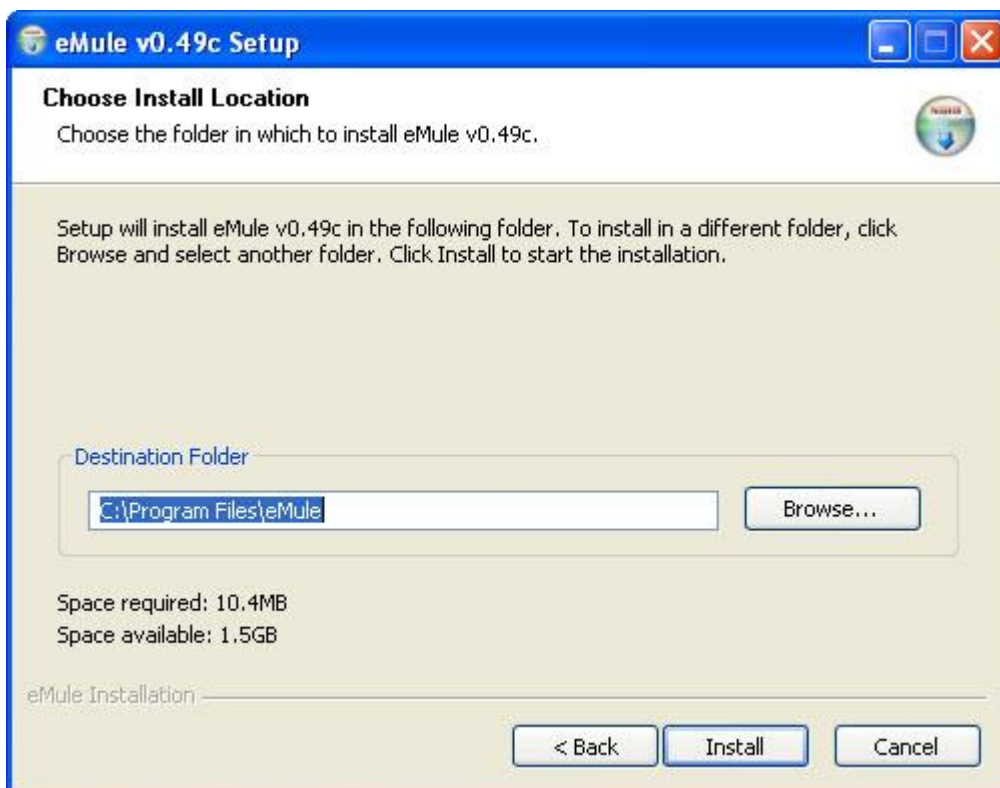 eMule v0.49c Setup
Choose Install Location
Choose the folder in which to install eMule v0.49c.
Setup will install eMule v0.49c in the following folder. To install in a different folder, click
Browse and select another folder. Click Install to start the installation.
Destination Folder
C:\Program Files\eMule
Browse...
Space required: 10.4MB
Space available: 1.5GB
eMule Installation
< Back
Install
Cancel